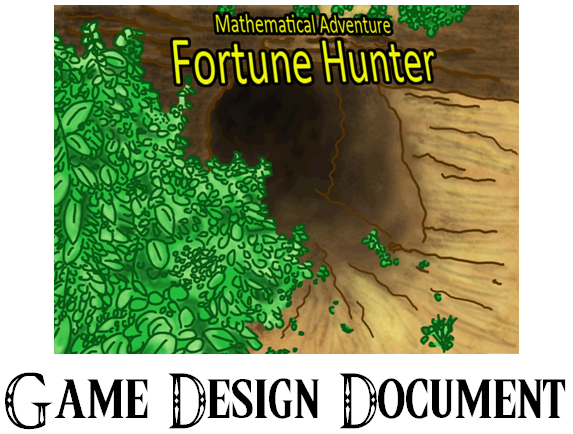 Mathematical Adventure
Fortune Hunter
Game Design Document